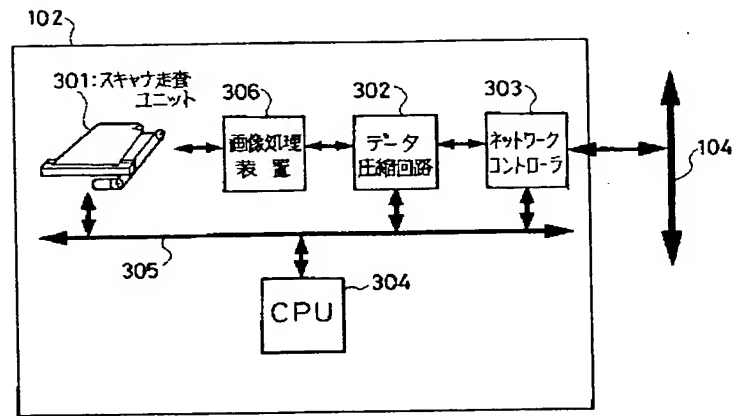 102
301:スキャナ走査
ユニット
306
302
303
画像処理
装置
データ
圧縮回路
ネットワーク
コントローラ
104
305
304
CPU